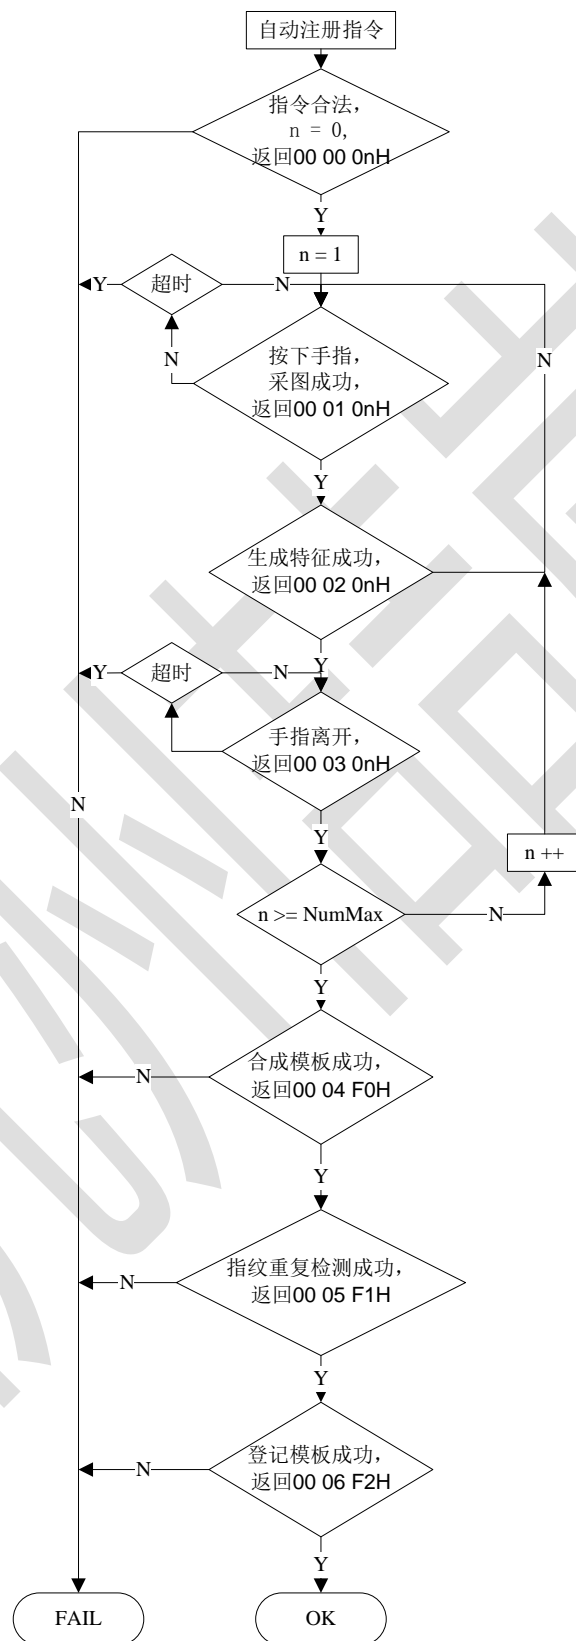 自动注册指令
指令合法，
n = 0,
返回00 00 0nH
Y
n = 1
Y
超时
N
N
按下手指，
采图成功，
返回00 01 0nH
N
Y
生成特征成功，
返回00 02 0nH
Y
超时
N
Y
手指离开，
返回00 03 0nH
N
Y
n ++
n >= NumMax
N
Y
合成模板成功，
返回00 04 F0H
N
Y
指纹重复检测成功，
返回00 05 F1H
N
Y
登记模板成功，
返回00 06 F2H
N
Y
FAIL
OK